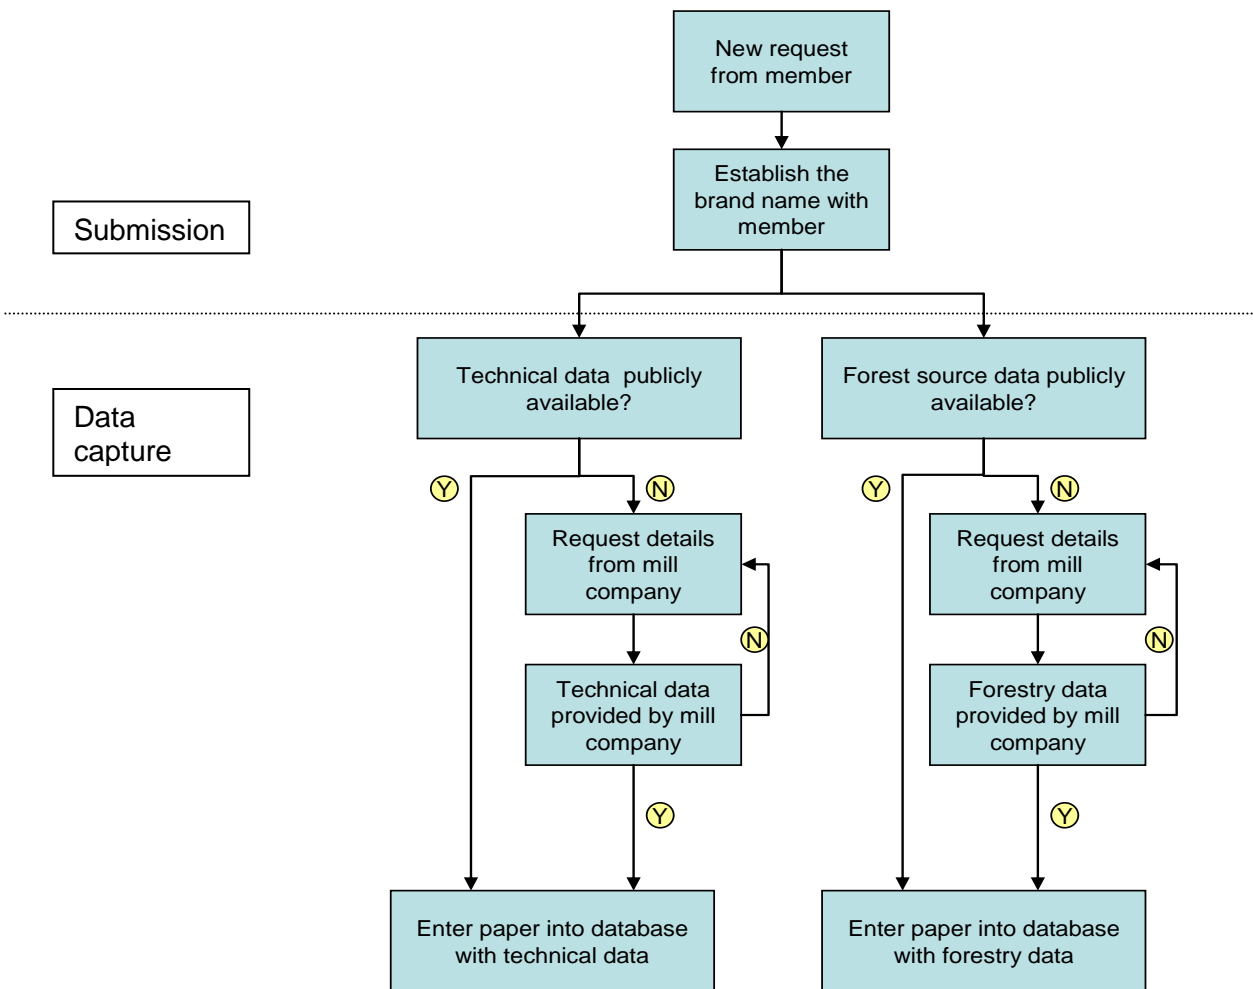 New request
from member
Establish the
brand name with
member
Submission
Technical data  publicly
available?
Forest source data publicly
available?
Data
capture
Y
N
Y
N
Request details
from mill
company
Request details
from mill
company
N
N
Technical data
provided by mill
company
Forestry data
provided by mill
company
Y
Y
Enter paper into database
with technical data
Enter paper into database
with forestry data